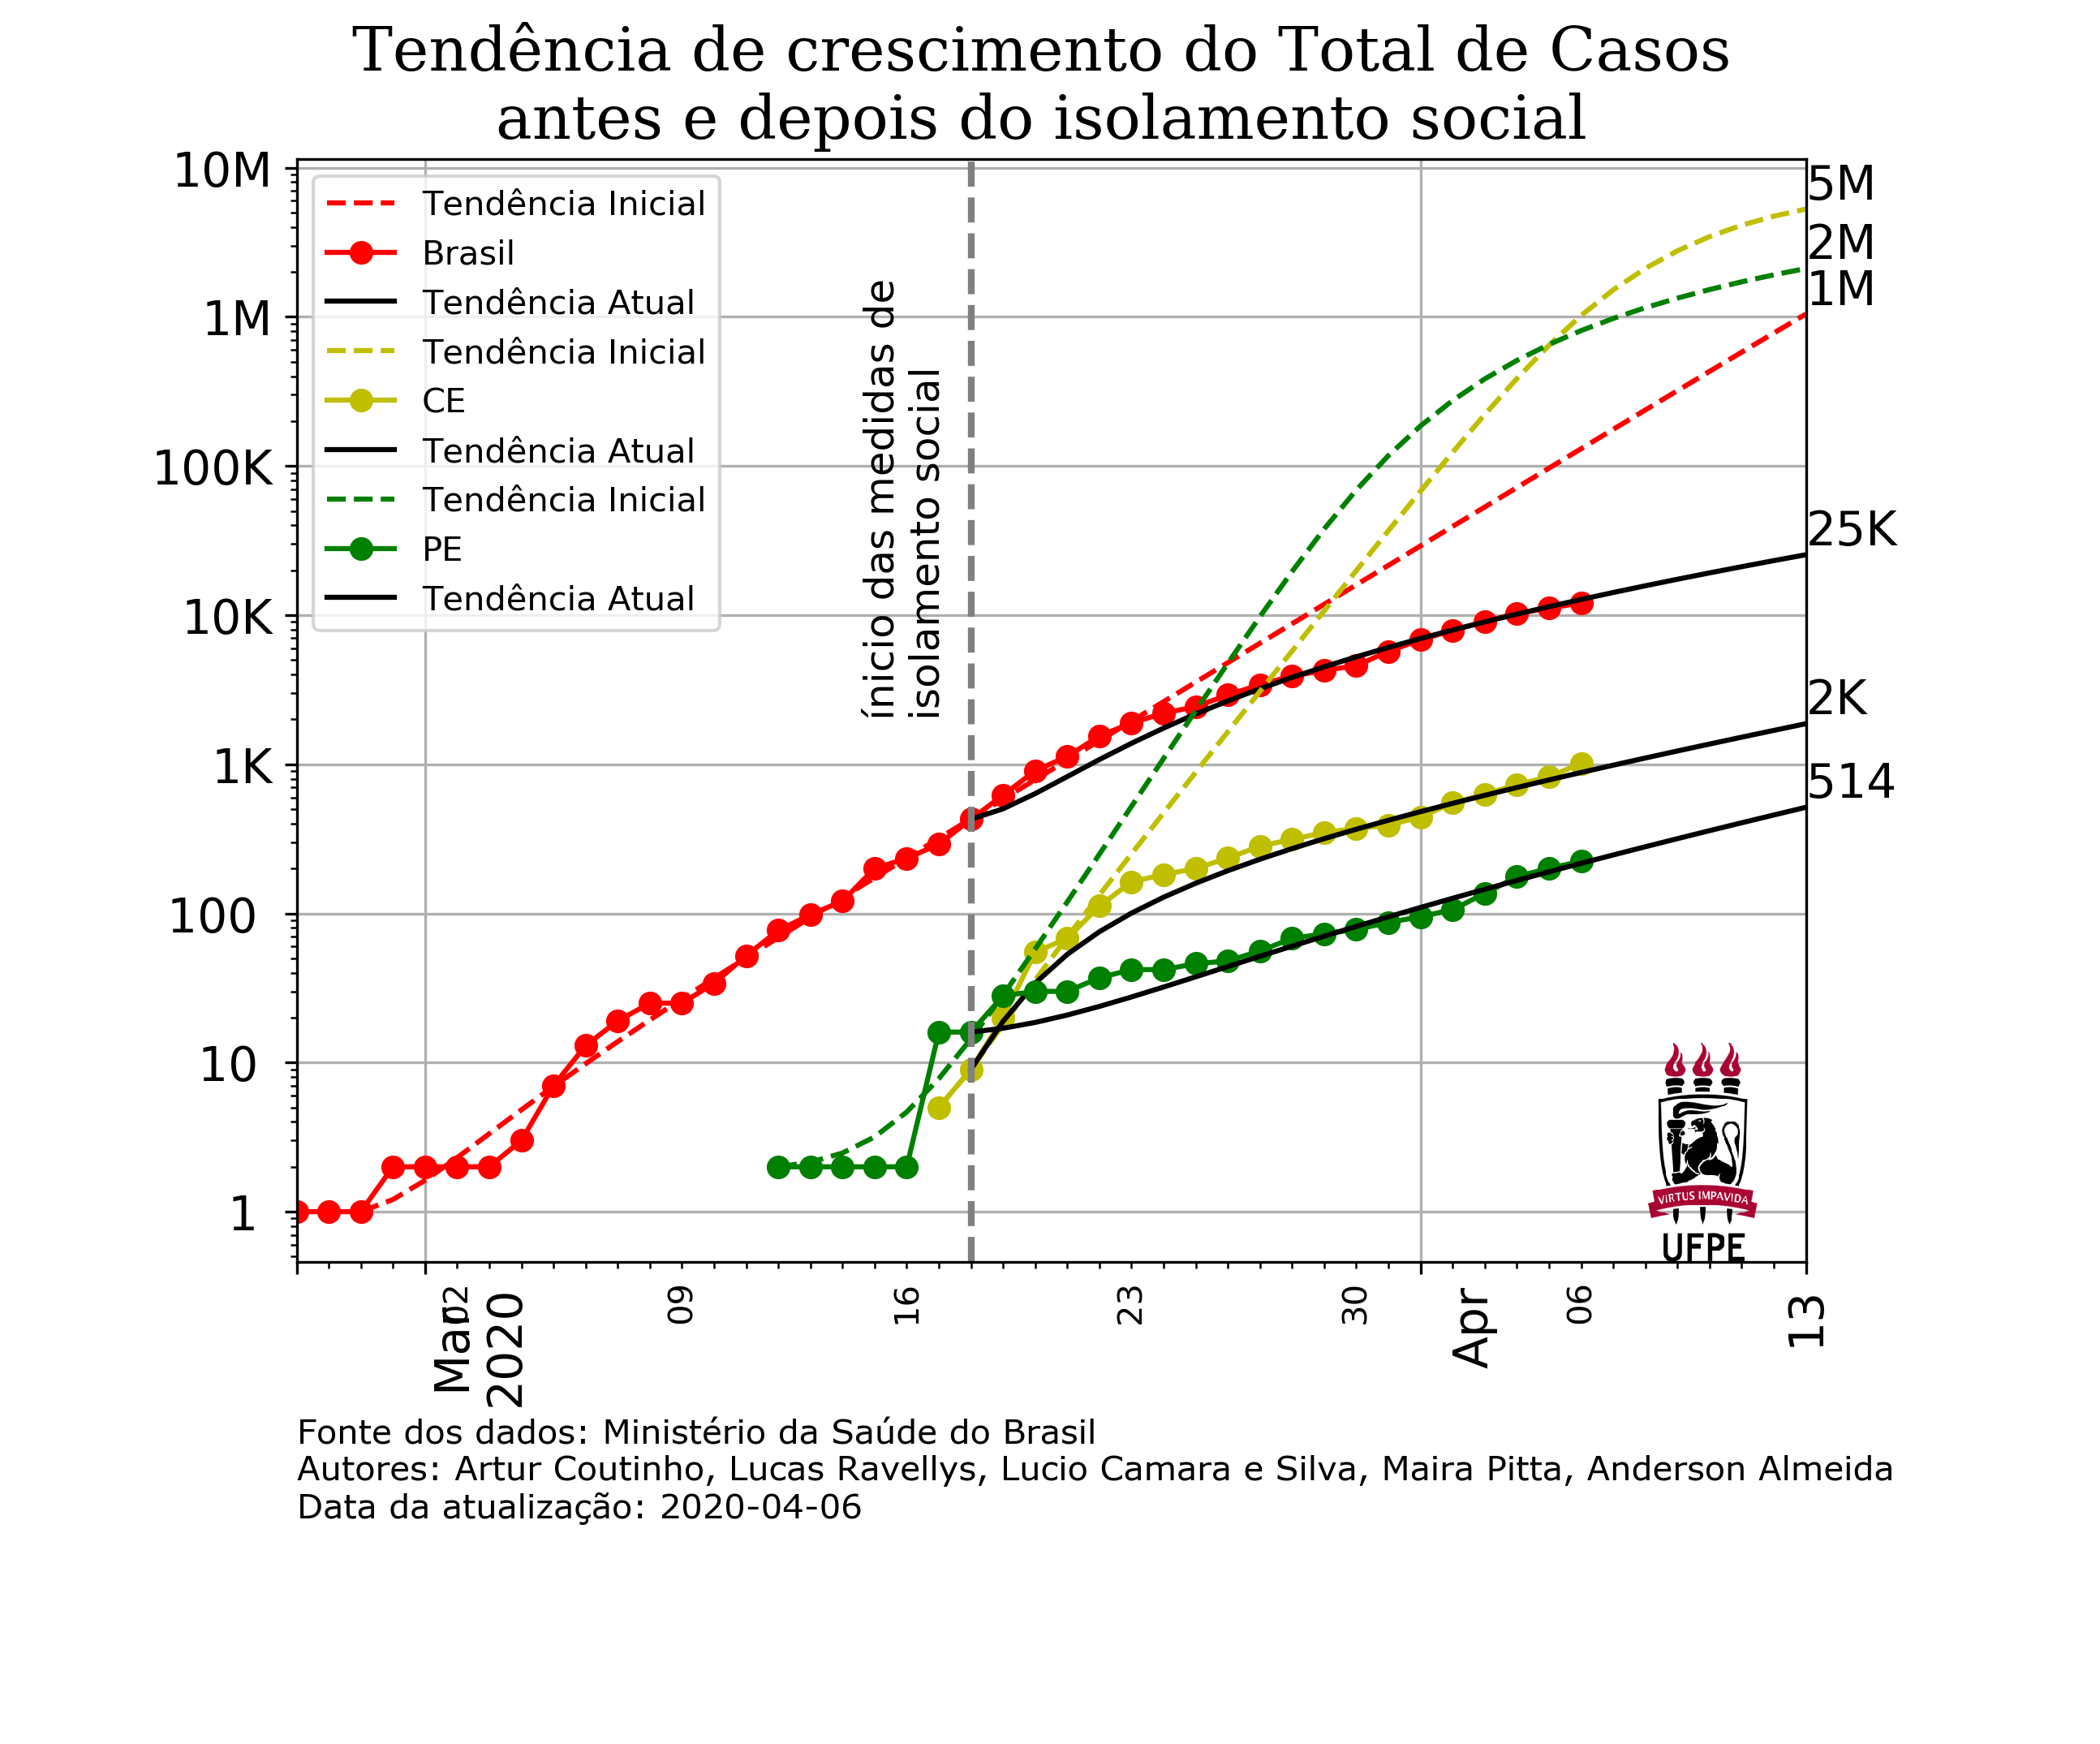 Tendência de crescimento do Total de Casos
antes e depois do isolamento social
10M
1M
100K
10K
1K
100
10
1
Tendência Inicial
Brasil
Tendência Atual
Tendência Inicial
CE
Tendência Atual
Tendência Inicial
PE
Tendência Atual
ínicio das medidas de
isolamento social
5M
2M
1M
25K
2K
514
VIRTUS IMPAVIDA
UFPE
02
09
16
23
30
06
Mar
2020
Apr
13
Fonte dos dados: Ministério da Saúde do Brasil
Autores: Artur Coutinho, Lucas Ravellys, Lucio Camara e Silva, Maira Pitta, Anderson Almeida
Data da atualização: 2020-04-06